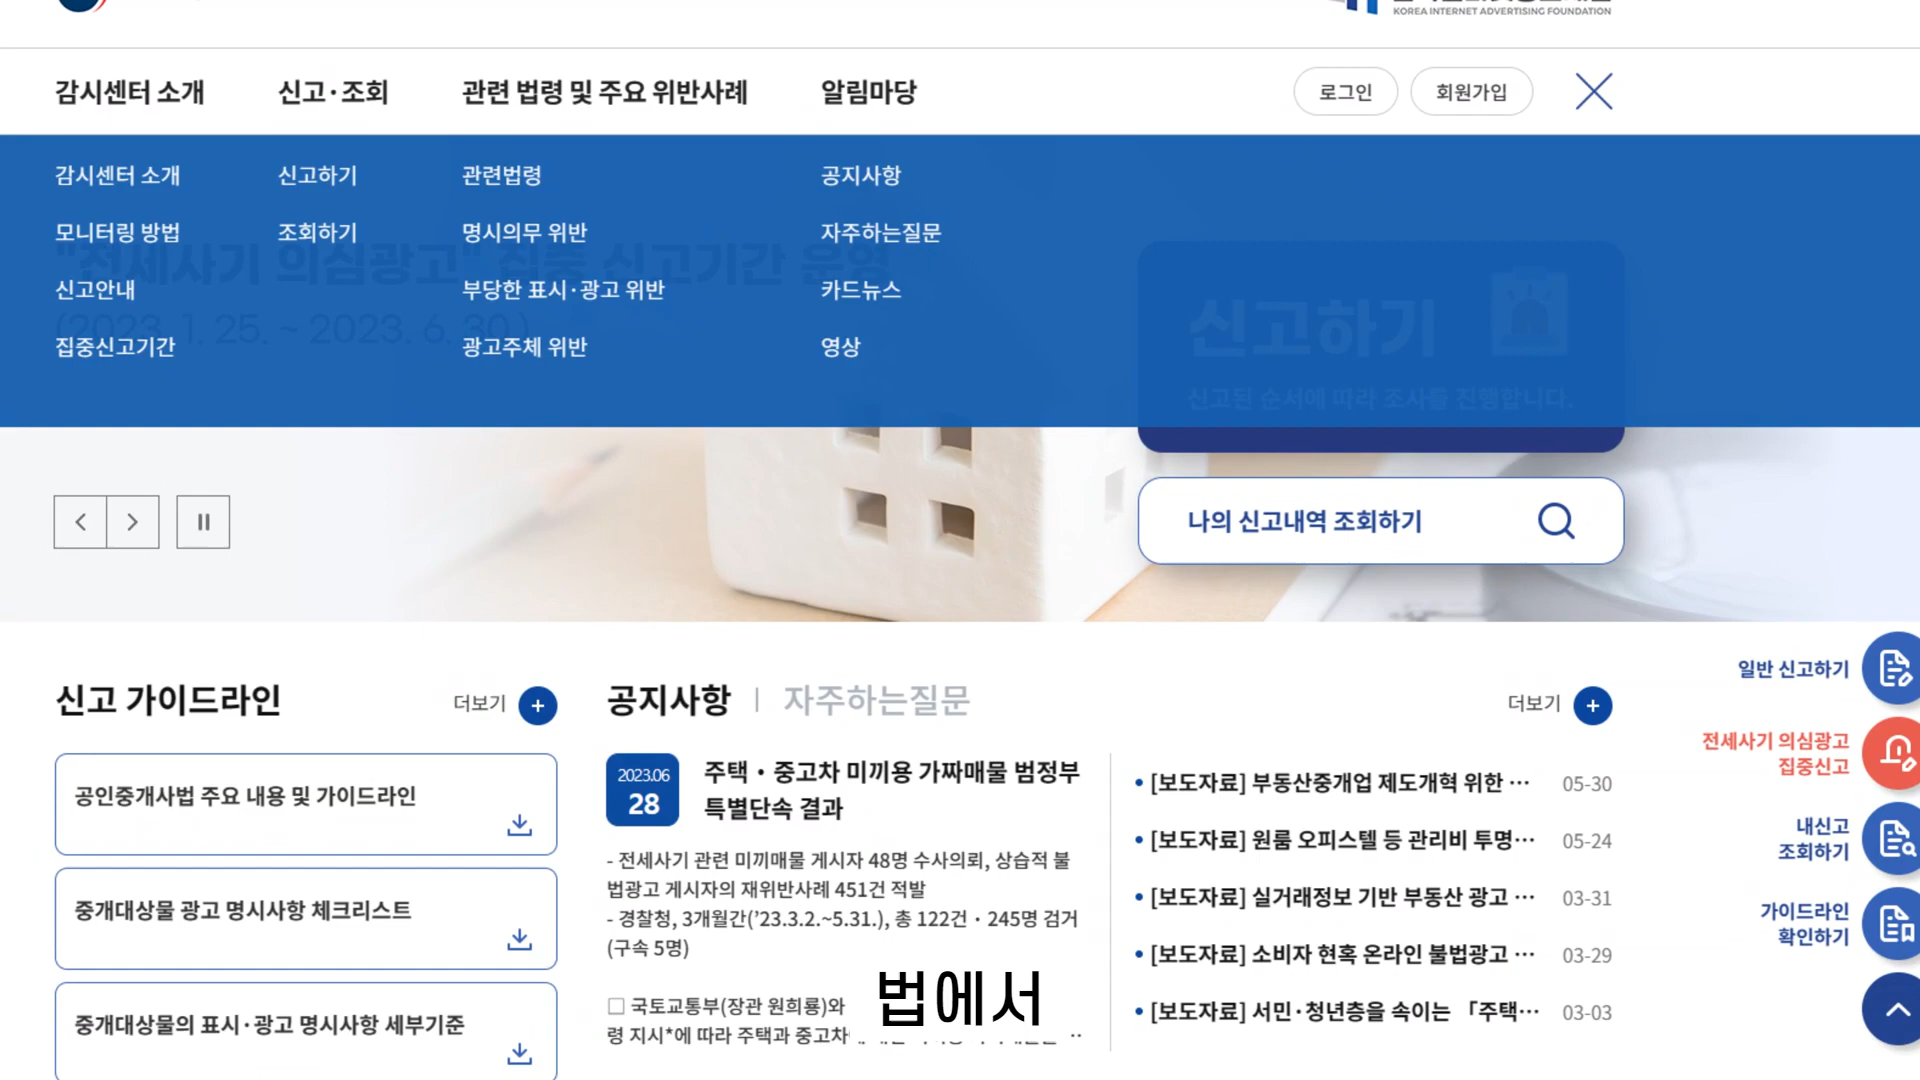 KOREA INTERNET ADVERTISING FOUNDATION
감시센터 소개 신고·조회 관련 법령 및 주요 위반사례 알림마당 로그인 회원가입
감시센터 소개 신고하기 관련법령 공지사항
모니터링 방법 조회하기 명시의무 위반 자주하는질문
"전세사기 의심광고" 집중 신고기간 운영
신고안내 부당한 표시·광고 위반 카드뉴스
(2023. 1. 25. ~ 2023. 6. 30.)
집중신고기간 광고주체 위반 영상
신고하기
신고된 순서에 따라 조사를 진행합니다.
나의 신고내역 조회하기
신고 가이드라인 더보기
공인중개사법 주요 내용 및 가이드라인
중개대상물 광고 명시사항 체크리스트
중개대상물의 표시·광고 명시사항 세부기준
공지사항 | 자주하는질문 더보기
2023.06
28
주택·중고차 미끼용 가짜매물 범정부
특별단속 결과
- 전세사기 관련 미끼매물 게시자 48명 수사의뢰, 상습적 불
법광고 게시자의 재위반사례 451건 적발
- 경찰청, 3개월간('23.3.2.~5.31.), 총 122건·245명 검거
(구속 5명)
□ 국토교통부(장관 원희룡)와
령 지시*에 따라 주택과 중고차
법에서
[보도자료] 부동산중개업 제도개혁 위한 ··· 05-30
[보도자료] 원룸 오피스텔 등 관리비 투명··· 05-24
[보도자료] 실거래정보 기반 부동산 광고 ··· 03-31
[보도자료] 소비자 현혹 온라인 불법광고 ··· 03-29
[보도자료] 서민·청년층을 속이는 「주택··· 03-03
일반 신고하기
전세사기 의심광고
집중신고
내신고
조회하기
가이드라인
확인하기